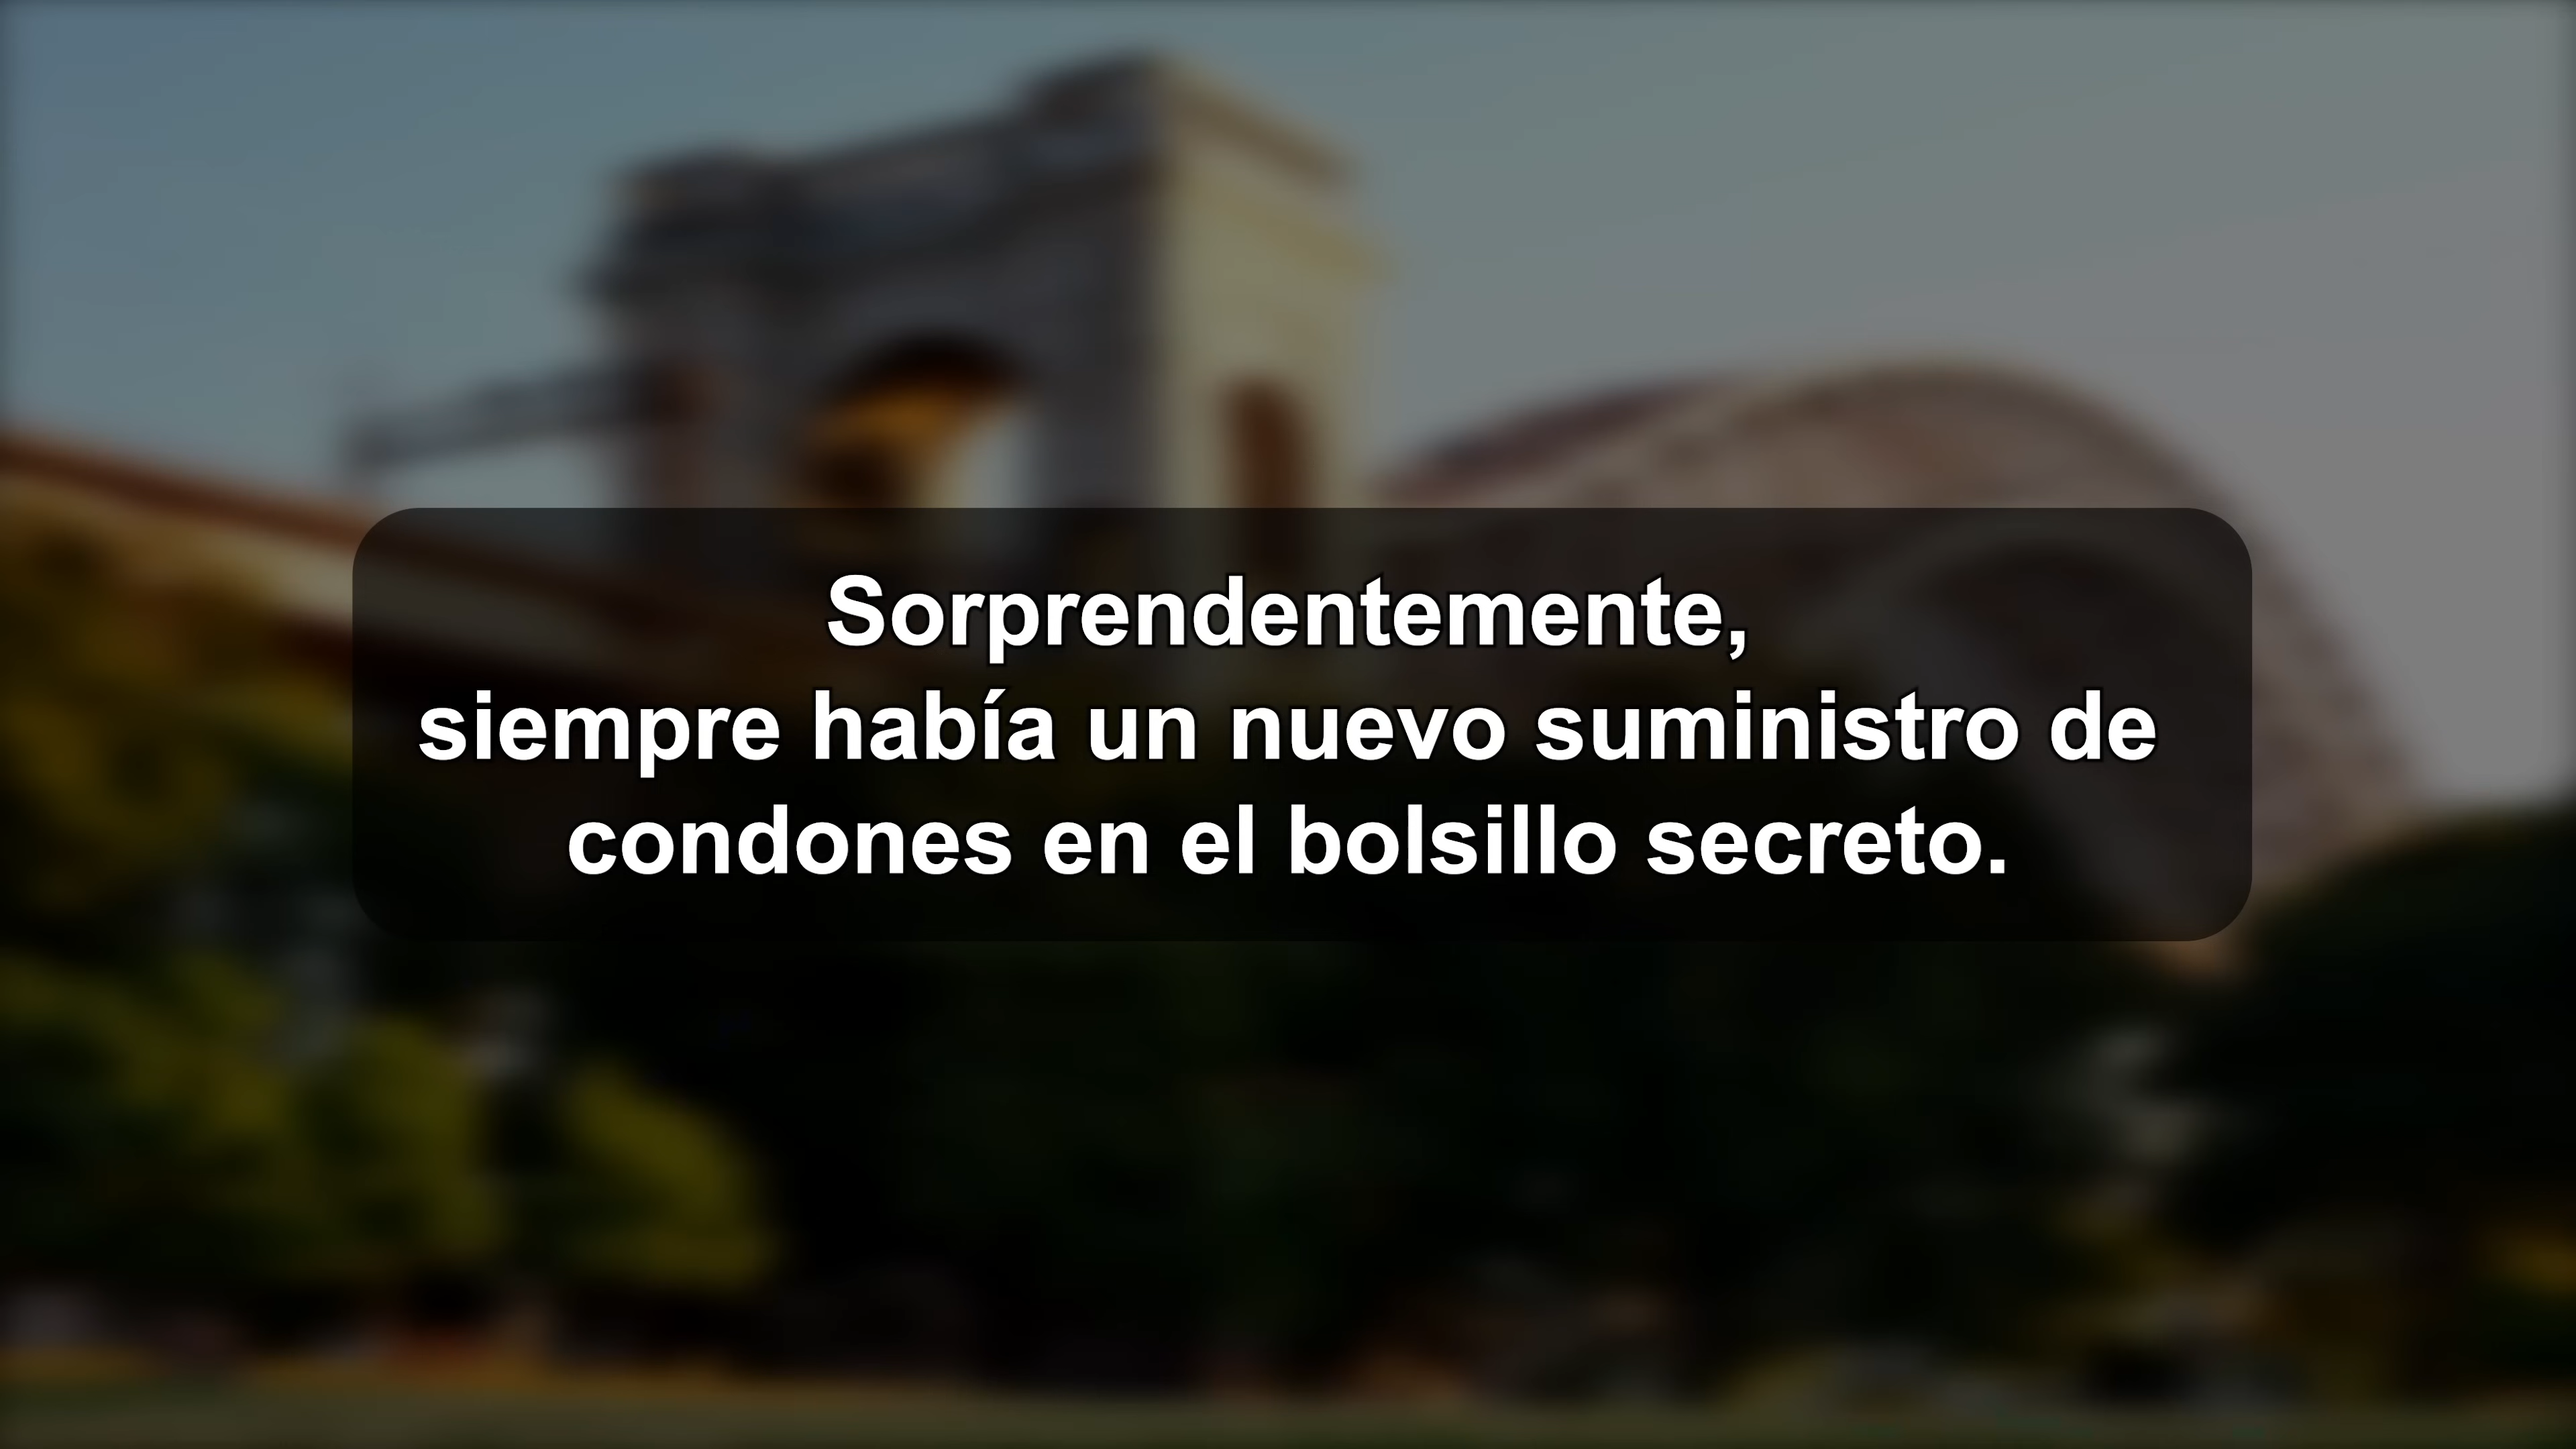 Sorprendentemente,
siempre había un nuevo suministro de
condones en el bolsillo secreto.